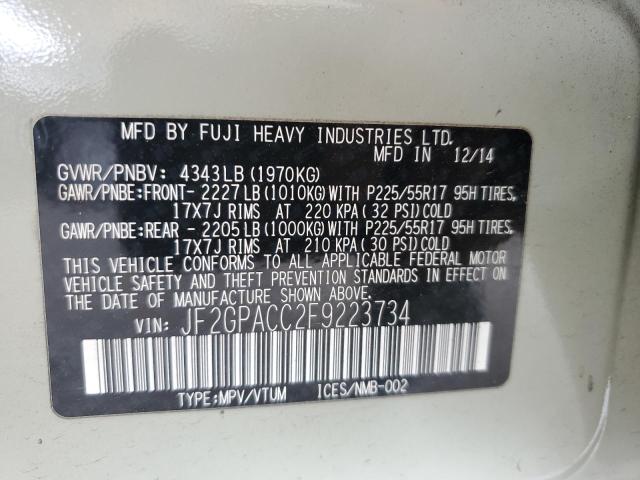 MFD BY FUJI HEAVY INDUSTRIES LTD.
MFD IN 12/14
GVWR/PNBV: 4343LB (1970KG)
GAWR/PNBE:FRONT- 2227LB (1010KG) WITH P225/55R17 95H TIRES,
17X7J RIMS AT 220 KPA (32 PSI) COLD
GAWR/PNBE:REAR - 2205LB (1000KG) WITH P225/55R17 95H TIRES,
17X7J RIMS AT 210 KPA (30 PSI) COLD
THIS VEHICLE CONFORMS TO ALL APPLICABLE FEDERAL MOTOR
VEHICLE SAFETY AND THEFT PREVENTION STANDARDS IN EFFECT ON
THE DATE OF MANUFACTURE SHOWN ABOVE.
VIN: JF2GPACC2F9223734
TYPE:MPV/VTUM ICES/NMB-002